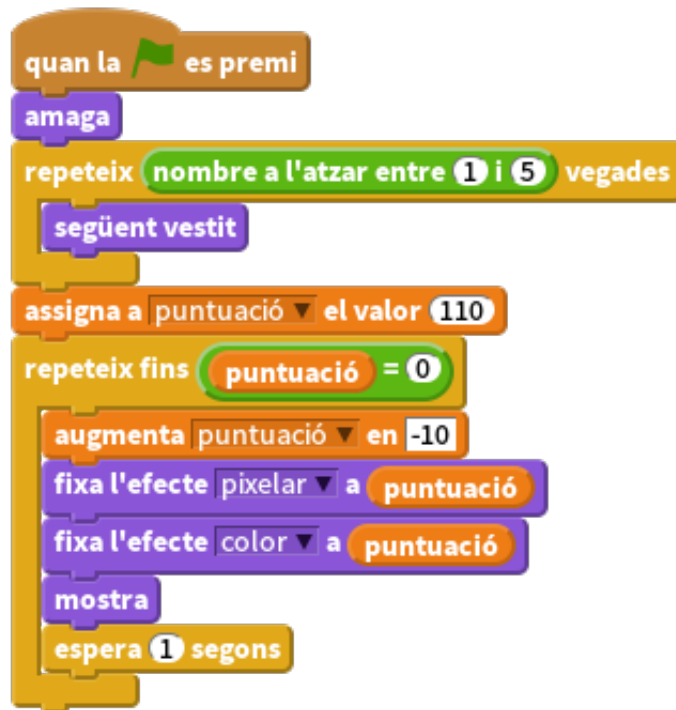 quan la es premi
amaga
repeteix nombre a l'atzar entre 1 i 5 vegades
següent vestit
assigna a puntuació el valor 110
repeteix fins puntuació = 0
augmenta puntuació en -10
fixa l'efecte pixelar a puntuació
fixa l'efecte color a puntuació
mostra
espera 1 segons